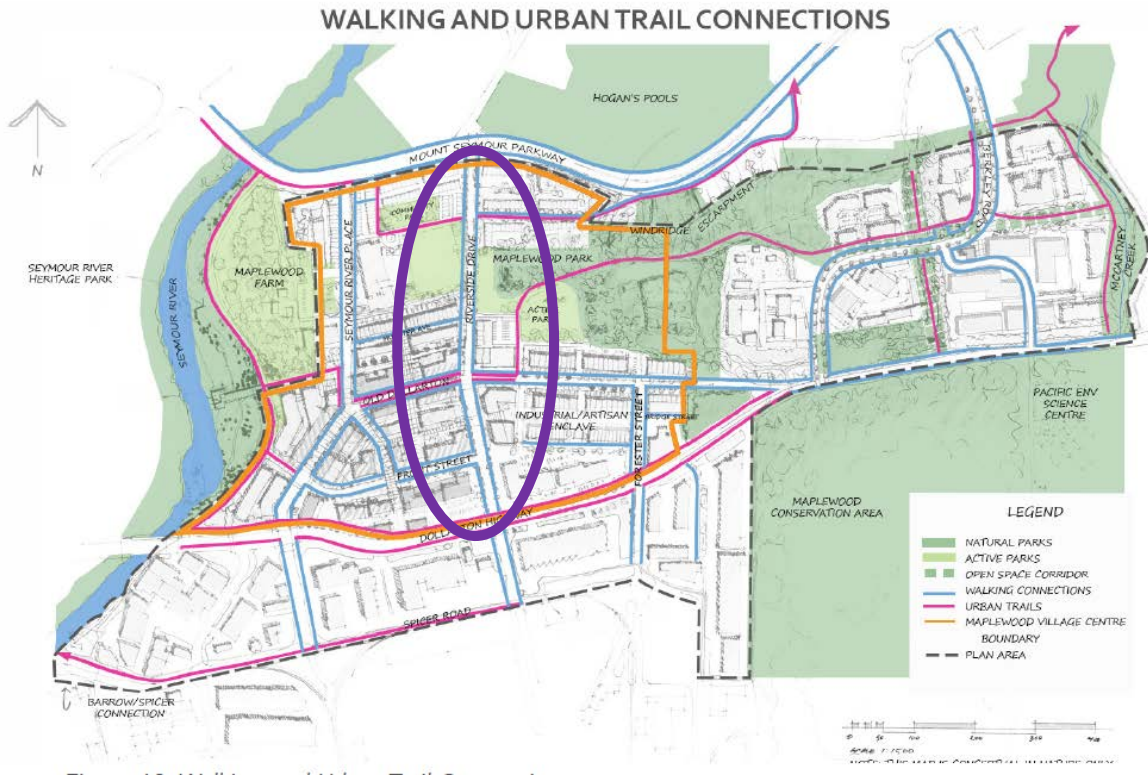 WALKING AND URBAN TRAIL CONNECTIONS
HOGAN'S POOLS
MOUNT SEYMOUR PARKWAY
N
BERKLEY ROAD
ESCARPMENT
WINDRIDGE
SEYMOUR RIVER PLACE
RIVERSIDE DRIVE
MAPLEWOOD PARK
SEYMOUR RIVER
HERITAGE PARK
MAPLEWOOD
FARM
SEYMOUR RIVER
MCCARTNEY
CREEK
OLD DOLLARTON
INDUSTRIAL/ARTISAN
ENCLAVE
FORESTER STREET
PACIFIC ENV
SCIENCE
CENTRE
FRONT STREET
MAPLEWOOD
CONSERVATION AREA
DOLLARTON HIGHWAY
SPICER ROAD
BARROW/SPICER
CONNECTION
LEGEND
NATURAL PARKS
ACTIVE PARKS
OPEN SPACE CORRIDOR
WALKING CONNECTIONS
URBAN TRAILS
MAPLEWOOD VILLAGE CENTRE
BOUNDARY
PLAN AREA